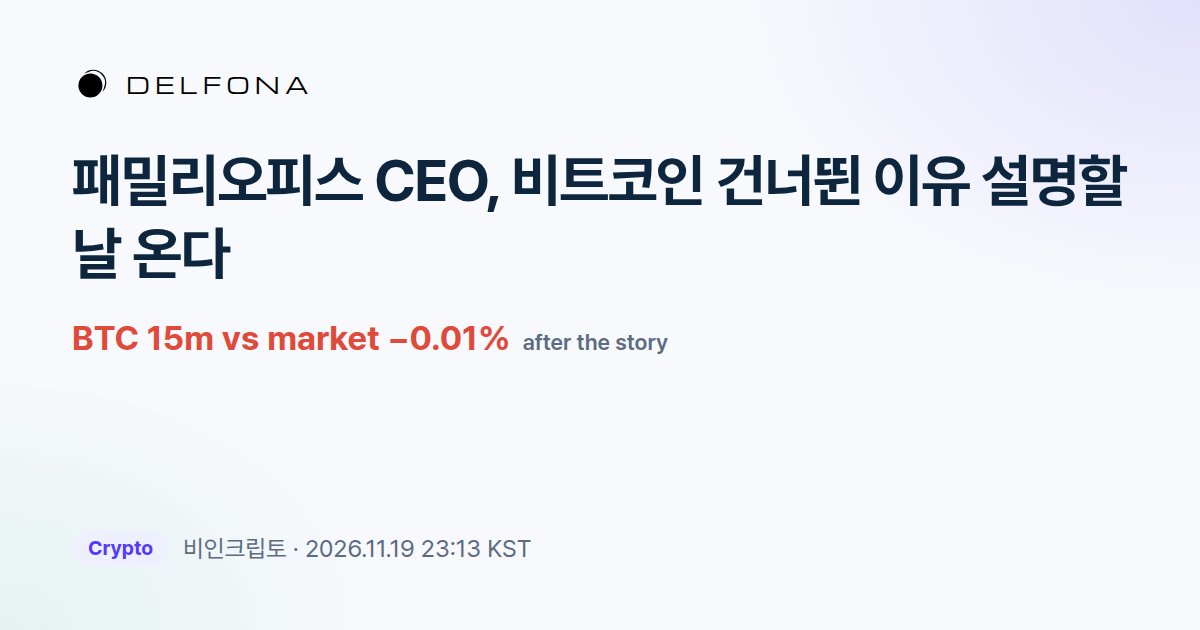 DELFONA
패밀리오피스 CEO, 비트코인 건너뛴 이유 설명할
날 온다
BTC 15m vs market −0.01% after the story
Crypto 비인크립토 · 2026.11.19 23:13 KST